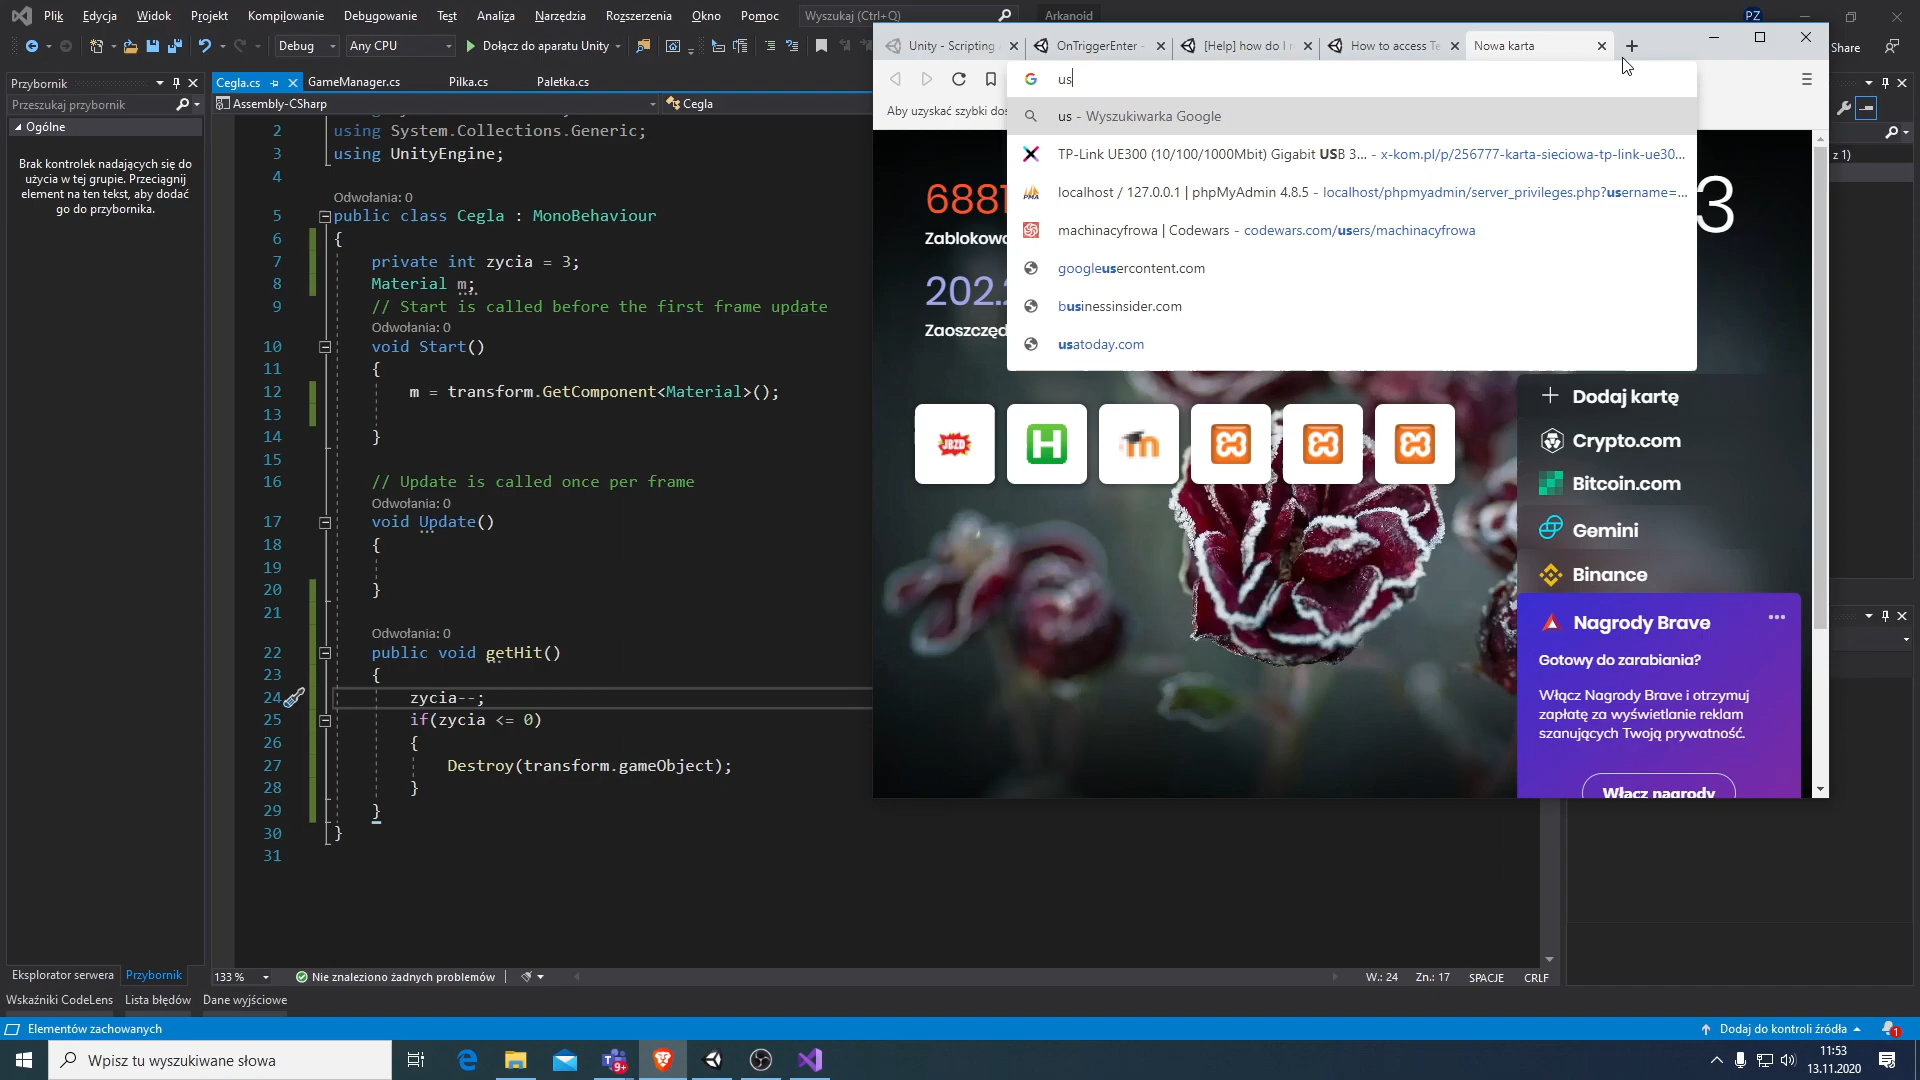 Plik Edycja Widok Projekt Kompilowanie Debugowanie Test Analiza Narzędzia Rozszerzenia Okno Pomoc Wyszukaj (Ctrl+Q) Arkanoid PZ
Debug Any CPU Dołącz do aparatu Unity Share
Unity - Scripting OnTriggerEnter - [Help] how do I How to access Te Nowa karta
us
Aby uzyskać szybki dos
us - Wyszukiwarka Google
TP-Link UE300 (10/100/1000Mbit) Gigabit USB 3... - x-kom.pl/p/256777-karta-sieciowa-tp-link-ue30...
localhost / 127.0.0.1 | phpMyAdmin 4.8.5 - localhost/phpmyadmin/server_privileges.php?username=...
machinacyfrowa | Codewars - codewars.com/users/machinacyfrowa
googleusercontent.com
businessinsider.com
usatoday.com
6881
Zablokowa
202.
Zaoszczęd
3
JBZD
H
m
Dodaj kartę
Crypto.com
Bitcoin.com
Gemini
Binance
Nagrody Brave
Gotowy do zarabiania?
Włącz Nagrody Brave i otrzymuj
zapłatę za wyświetlanie reklam
szanujących Twoją prywatność.
Włącz nagrody
z 1)
Przybornik
Przeszukaj przybornik
Ogólne
Brak kontrolek nadających się do
użycia w tej grupie. Przeciągnij
element na ten tekst, aby dodać
go do przybornika.
Cegla.cs GameManager.cs Pilka.cs Paletka.cs
Assembly-CSharp Cegla
2 using System.Collections.Generic;
3 using UnityEngine;
4
Odwołania: 0
5 public class Cegla : MonoBehaviour
6 {
7 private int zycia = 3;
8 Material m;
9 // Start is called before the first frame update
Odwołania: 0
10 void Start()
11 {
12 m = transform.GetComponent<Material>();
13
14 }
15
16 // Update is called once per frame
Odwołania: 0
17 void Update()
18 {
19
20 }
21
Odwołania: 0
22 public void getHit()
23 {
24 zycia--;
25 if(zycia <= 0)
26 {
27 Destroy(transform.gameObject);
28 }
29 }
30 }
31
Eksplorator serwera Przybornik
133 % Nie znaleziono żadnych problemów W.: 24 Zn.: 17 SPACJE CRLF
Wskaźniki CodeLens Lista błędów Dane wyjściowe
Elementów zachowanych Dodaj do kontroli źródła 1
Wpisz tu wyszukiwane słowa 9+ 11:53
13.11.2020